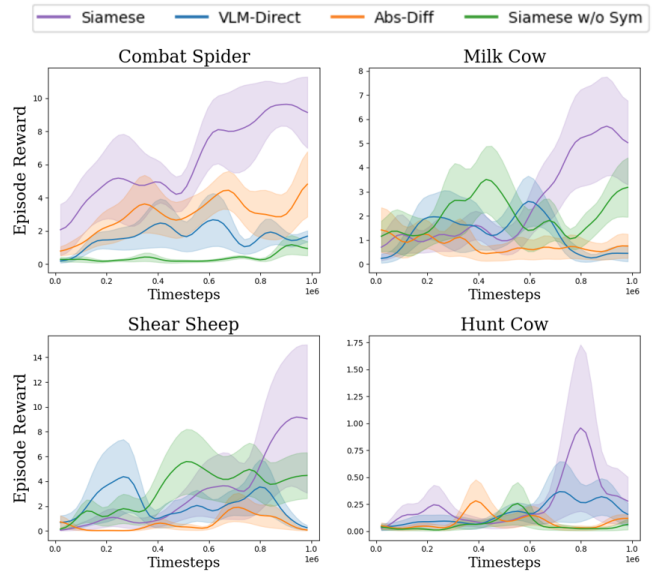 Siamese VLM-Direct Abs-Diff Siamese w/o Sym
Combat Spider
Episode Reward
10
8
6
4
2
0
0.0 0.2 0.4 0.6 0.8 1.0
1e6
Timesteps
Milk Cow
8
7
6
5
4
3
2
1
0
0.0 0.2 0.4 0.6 0.8 1.0
1e6
Timesteps
Shear Sheep
Episode Reward
14
12
10
8
6
4
2
0
0.0 0.2 0.4 0.6 0.8 1.0
1e6
Timesteps
Hunt Cow
1.75
1.50
1.25
1.00
0.75
0.50
0.25
0.00
0.0 0.2 0.4 0.6 0.8 1.0
1e6
Timesteps